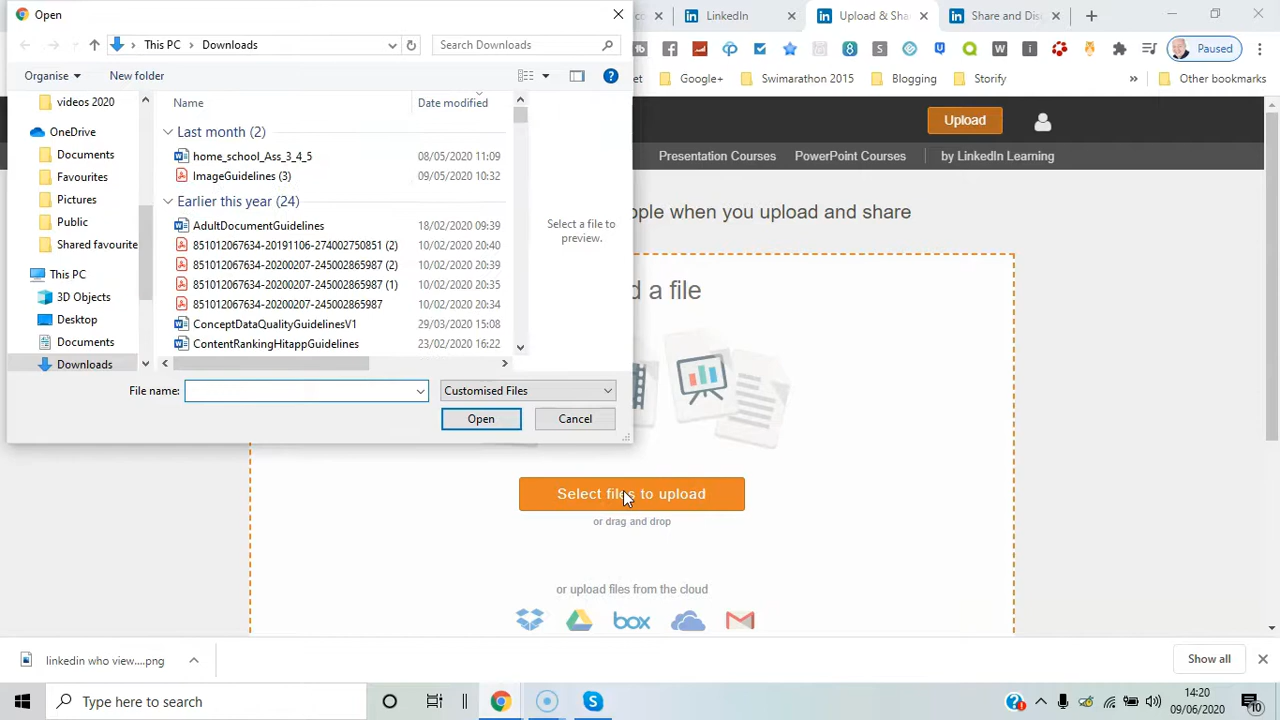 Open
LinkedIn
Upload & Sha
Share and Dis
Paused
This PC
Downloads
Search Downloads
Organise
New folder
Google+
Swimarathon 2015
Blogging
Storify
Other bookmarks
videos 2020
OneDrive
Documents
Favourites
Pictures
Public
Shared favourite
This PC
3D Objects
Desktop
Documents
Downloads
Name
Date modified
Last month (2)
home_school_Ass_3_4_5 08/05/2020 11:09
ImageGuidelines (3) 09/05/2020 10:32
Earlier this year (24)
AdultDocumentGuidelines 18/02/2020 09:39
851012067634-20191106-274002750851 (2) 10/02/2020 20:40
851012067634-20200207-245002865987 (2) 10/02/2020 20:39
851012067634-20200207-245002865987 (1) 10/02/2020 20:35
851012067634-20200207-245002865987 10/02/2020 20:34
ConceptDataQualityGuidelinesV1 29/03/2020 15:08
ContentRankingHitappGuidelines 23/02/2020 16:22
Select a file to
preview.
File name:
Customised Files
Open
Cancel
Upload
Presentation Courses
PowerPoint Courses
by LinkedIn Learning
ople when you upload and share
d a file
Select files to upload
or drag and drop
or upload files from the cloud
box
linkedin who view....png
Show all
Type here to search
14:20
09/06/2020
10